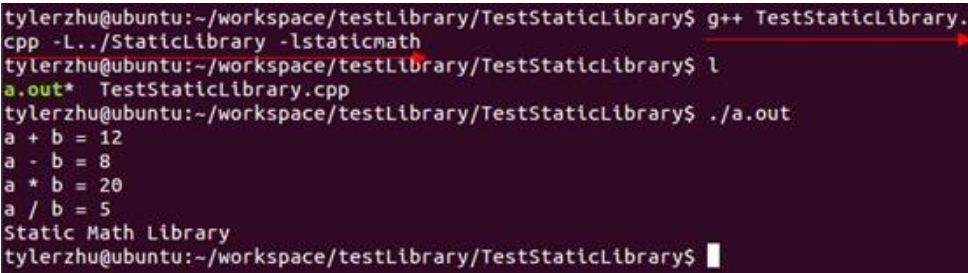 tylerzhu@ubuntu:~/workspace/testLibrary/TestStaticLibrary$ g++ TestStaticLibrary.
cpp -L../StaticLibrary -lstaticmath
tylerzhu@ubuntu:~/workspace/testLibrary/TestStaticLibrary$ l
a.out*  TestStaticLibrary.cpp
tylerzhu@ubuntu:~/workspace/testLibrary/TestStaticLibrary$ ./a.out
a + b = 12
a - b = 8
a * b = 20
a / b = 5
Static Math Library
tylerzhu@ubuntu:~/workspace/testLibrary/TestStaticLibrary$